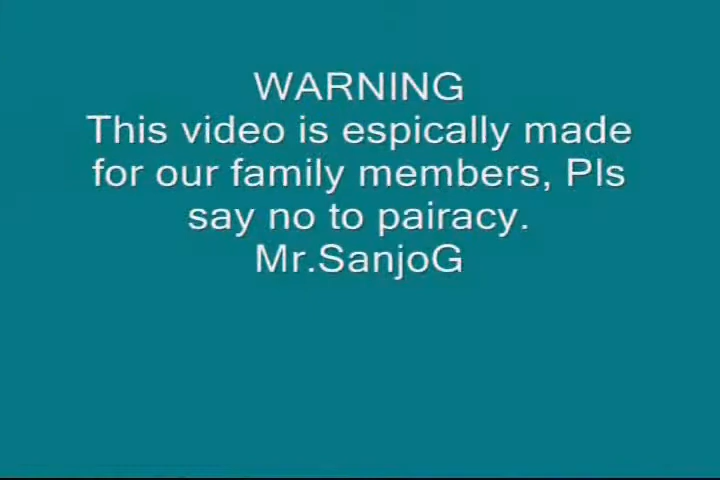 WARNING
This video is espically made
for our family members, Pls
say no to pairacy.
Mr.SanjoG